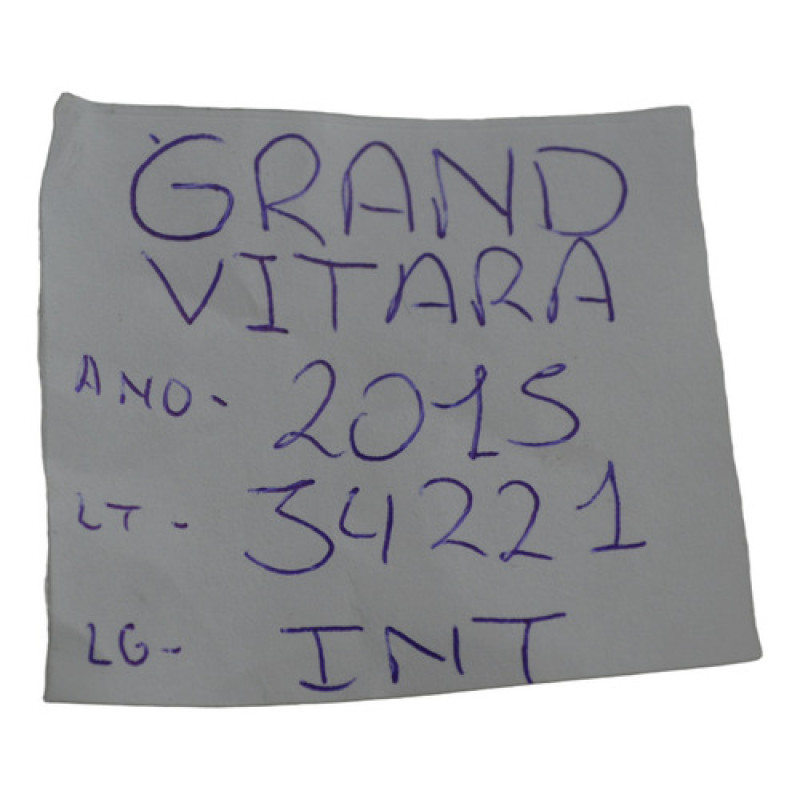 GRAND
VITARA
ANO- 2015
LT- 34221
LG- INT